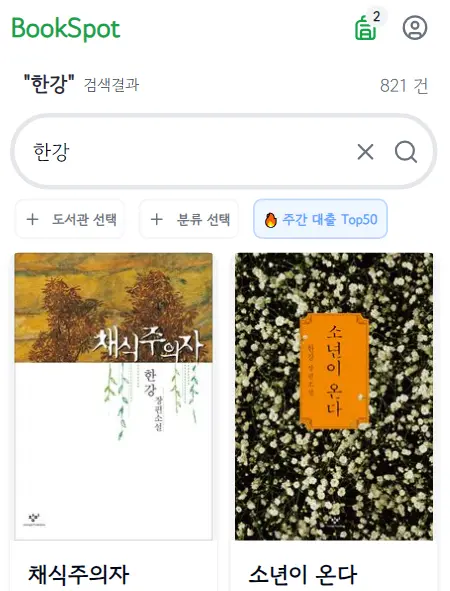 BookSpot
2
"한강" 검색결과
821 건
한강
+ 도서관 선택
+ 분류 선택
🔥 주간 대출 Top50
채식주의자
한강
장편소설
소년이 온다
한강 장편소설
채식주의자
소년이 온다